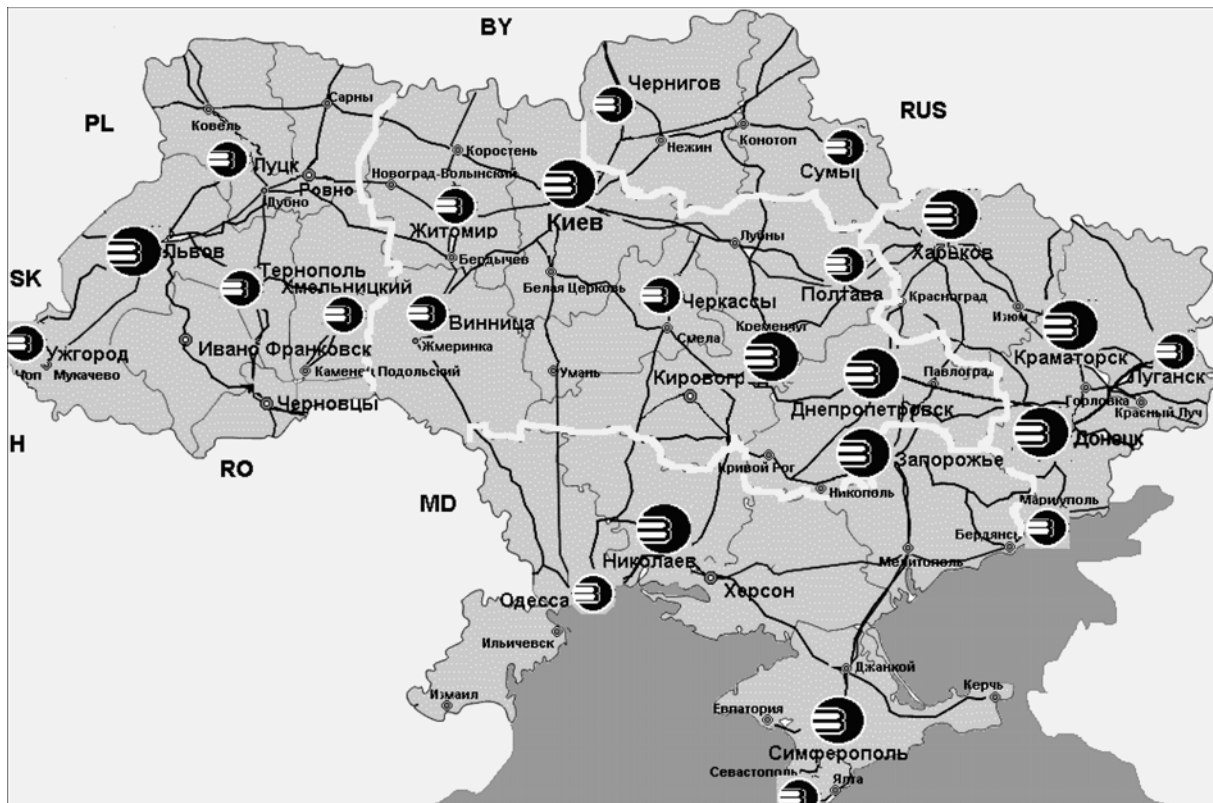 BY
Чернигов
PL
Сарны
RUS
Ковель
Конотоп
Нежин
Коростень
Луцк
Сумы
Новоград-Волынский
Ровно
Дубно
Житомир
Киев
Львов
Лубны
Харьков
Бердычев
SK
Тернополь
Хмельницкий
Белая Церковь
Полтава
Черкассы
Красноград
Изюм
Винница
Кременчуг
Смела
Ужгород
Ивано Франковск
Жмеринка
Краматорск
Чоп
Мукачево
Каменец Подольский
Умань
Кировогр
Павлоград
Луганск
Черновцы
Днепропетровск
Горловка
Красный Луч
H
RO
Донецк
Запорожье
Кривой Рог
MD
Никополь
Мариуполь
Бердянс
Николаев
Мелитополь
Одесса
Херсон
Ильичевск
Джанкой
Измаил
Керчь
Евпатория
Симферополь
Севастополь
Ялта